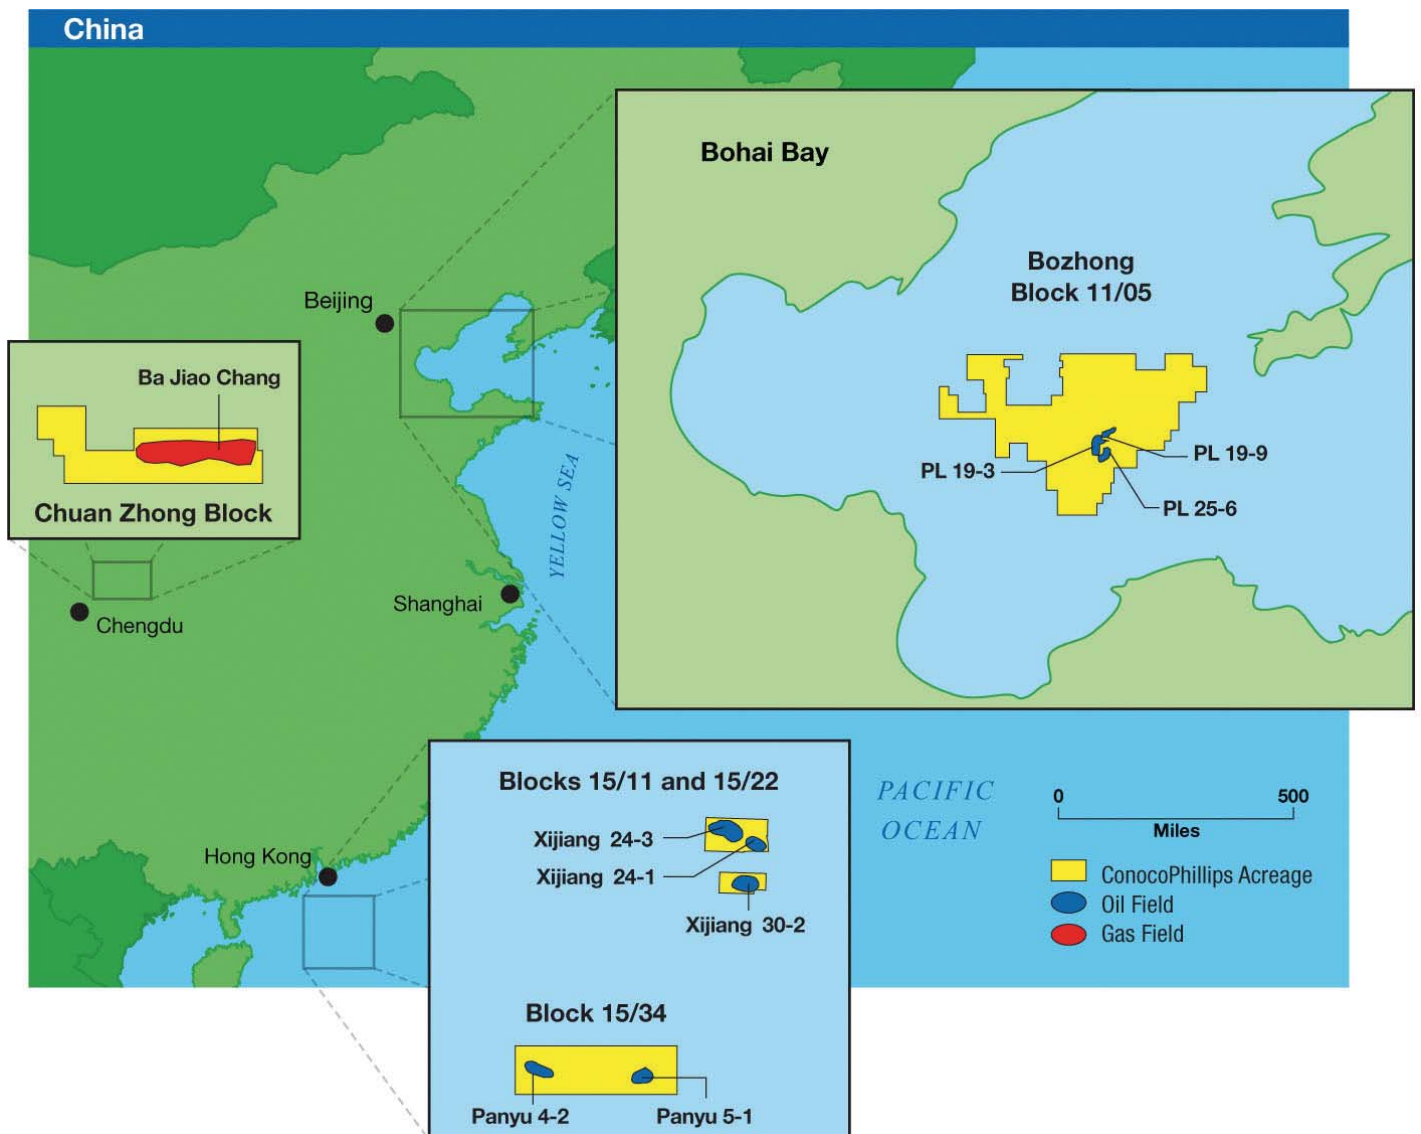 China
Bohai Bay
Bozhong
Block 11/05
Beijing
Ba Jiao Chang
PL 19-9
PL 19-3
PL 25-6
Chuan Zhong Block
YELLOW SEA
Shanghai
Chengdu
Blocks 15/11 and 15/22
PACIFIC
OCEAN
0 500
Miles
Xijiang 24-3
Xijiang 24-1
Hong Kong
Xijiang 30-2
ConocoPhillips Acreage
Oil Field
Gas Field
Block 15/34
Panyu 4-2
Panyu 5-1